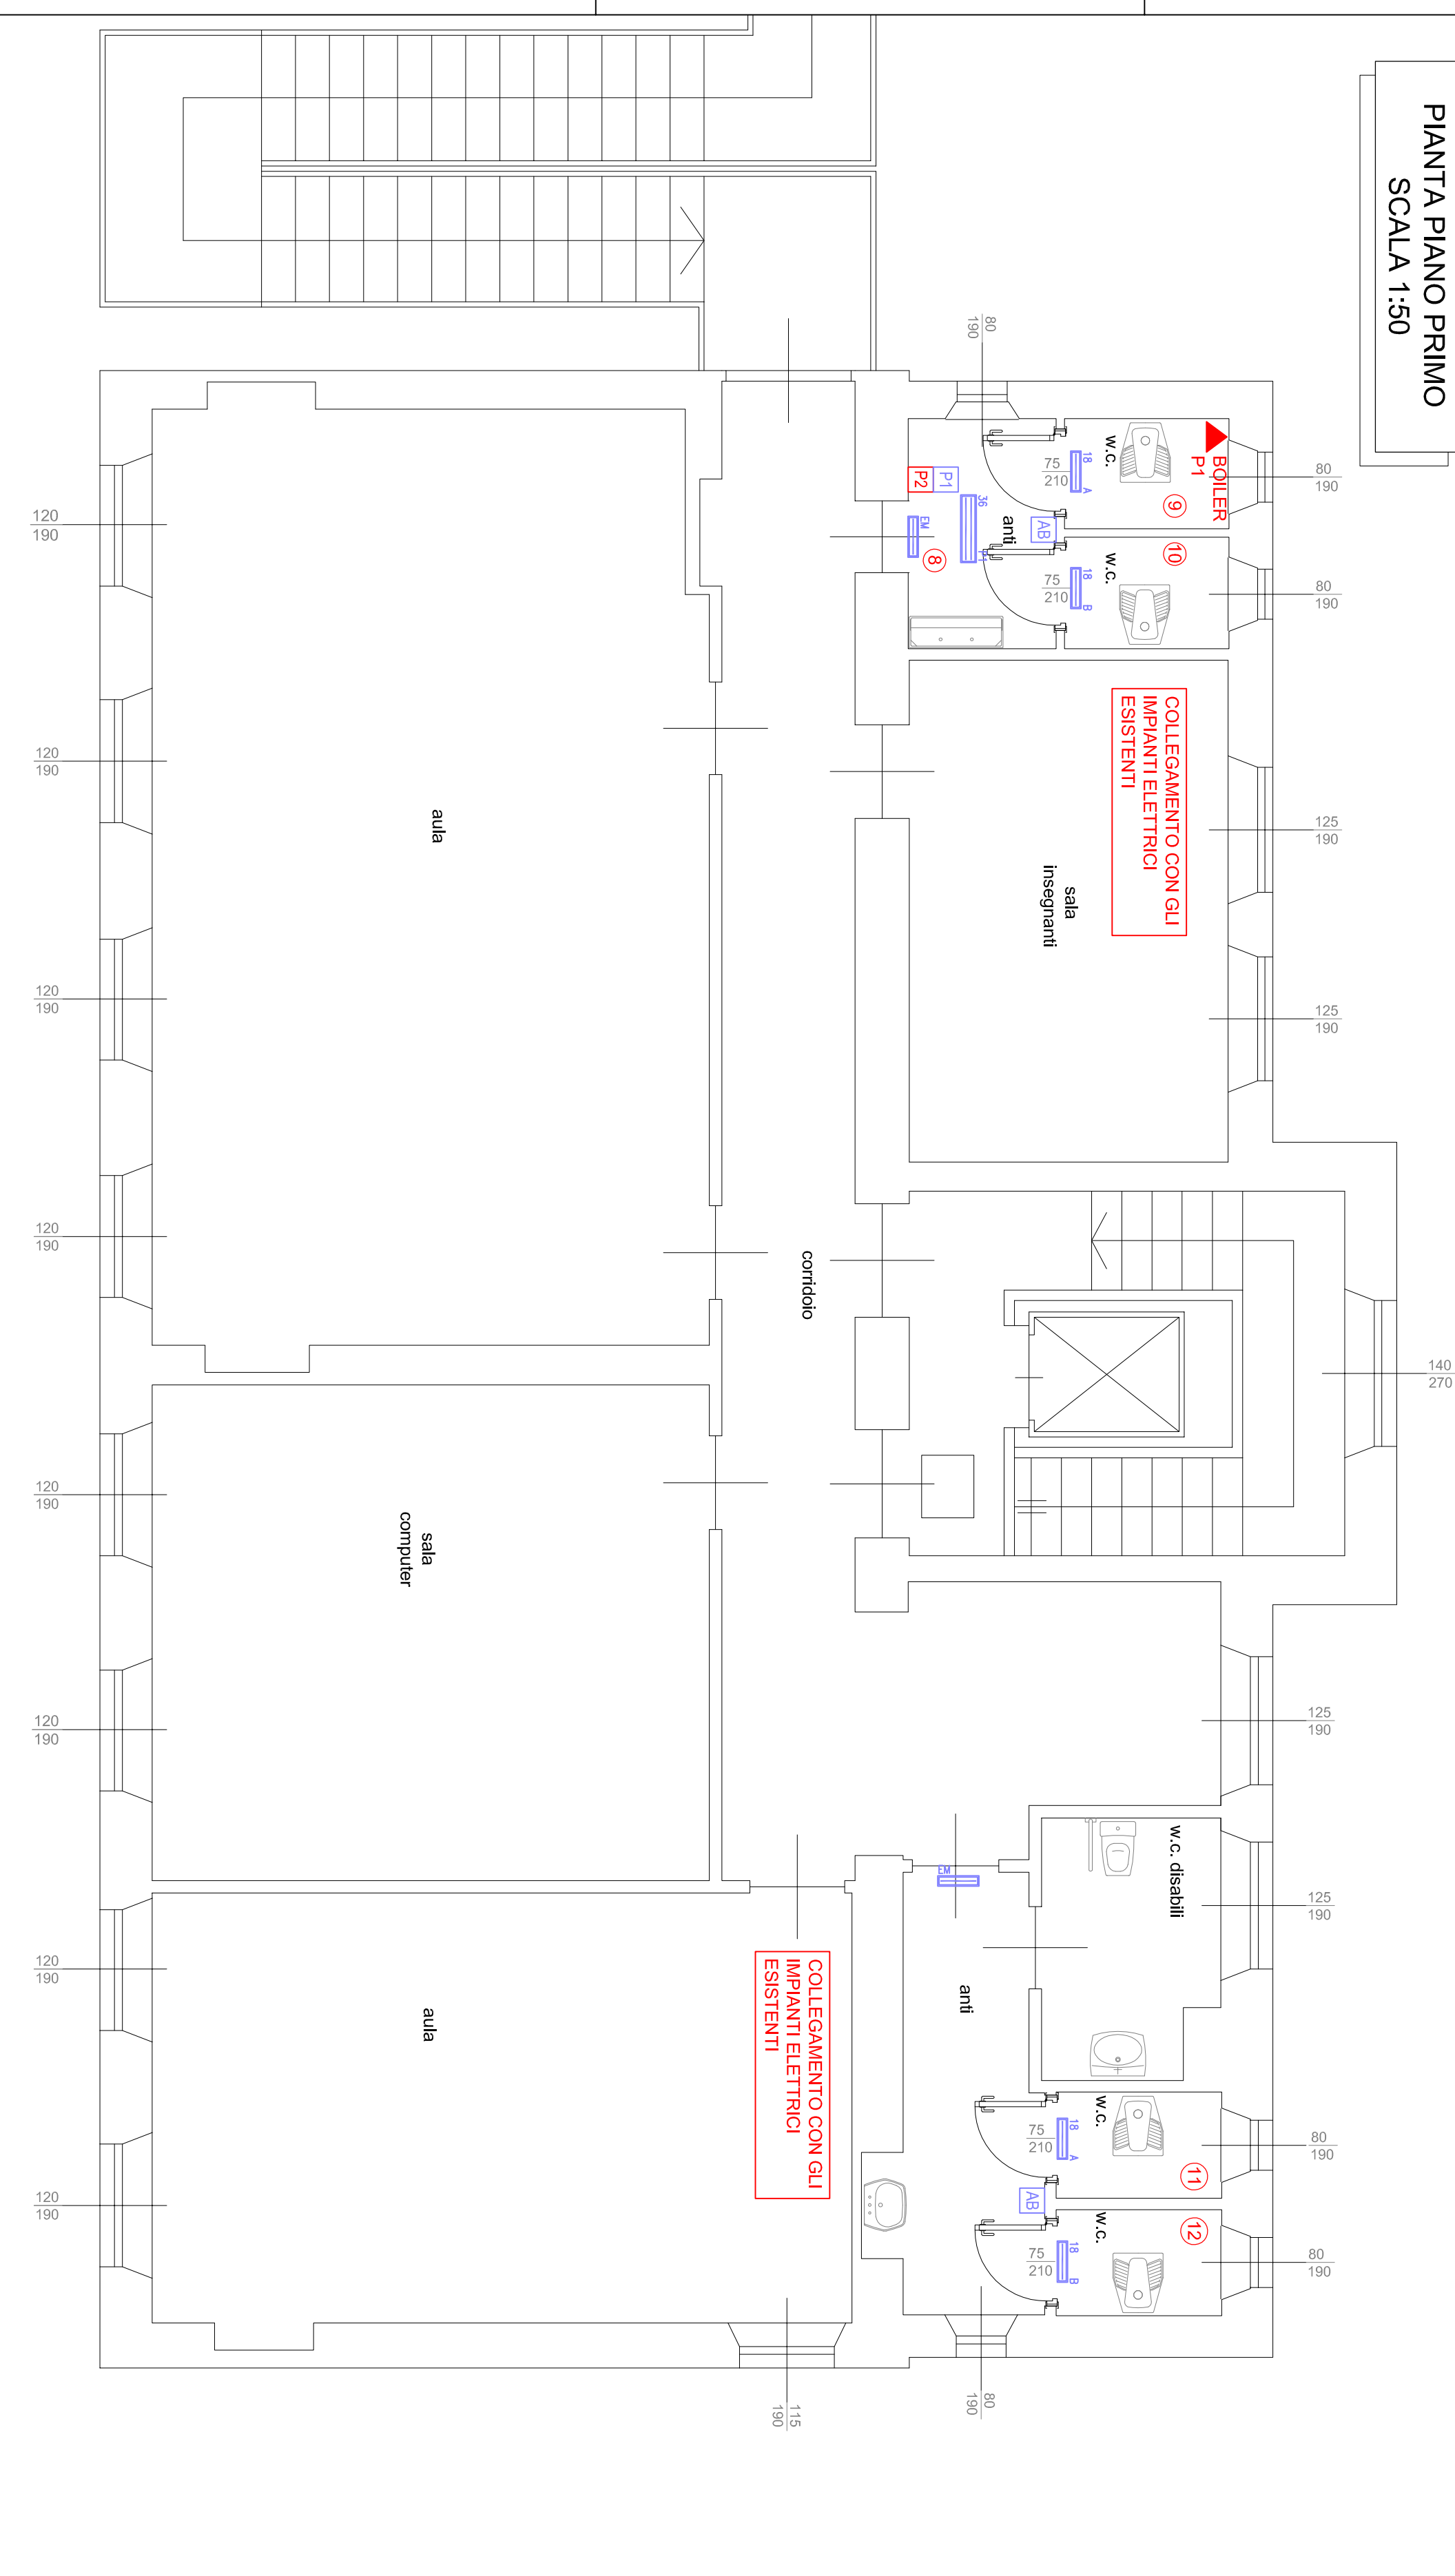 PIANTA PIANO PRIMO
SCALA 1:50
80
190
80
190
125
190
125
190
140
270
125
190
125
190
80
190
80
190
BOILER
P1
w.c.
9
w.c.
10
75
210
18
A
75
210
18
B
AB
anti
P1
P2
36
EM
8
80
190
COLLEGAMENTO CON GLI
IMPIANTI ELETTRICI
ESISTENTI
sala
insegnanti
corridoio
w.c. disabili
EM
anti
w.c.
11
w.c.
12
75
210
18
A
AB
75
210
18
B
80
190
COLLEGAMENTO CON GLI
IMPIANTI ELETTRICI
ESISTENTI
115
190
aula
sala
computer
aula
120
190
120
190
120
190
120
190
120
190
120
190
120
190
120
190